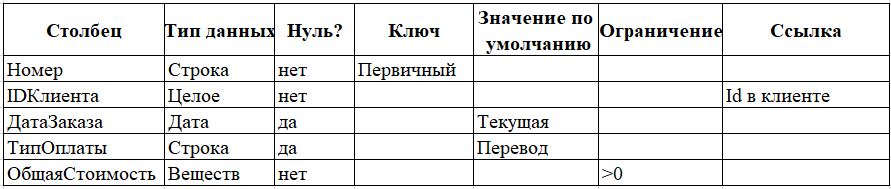 Столбец Тип данных Нуль? Ключ Значение по умолчанию Ограничение Ссылка
Номер Строка нет Первичный
IDКлиента Целое нет Id в клиенте
ДатаЗаказа Дата да Текущая
ТипОплаты Строка да Перевод
ОбщаяСтоимость Веществ нет >0